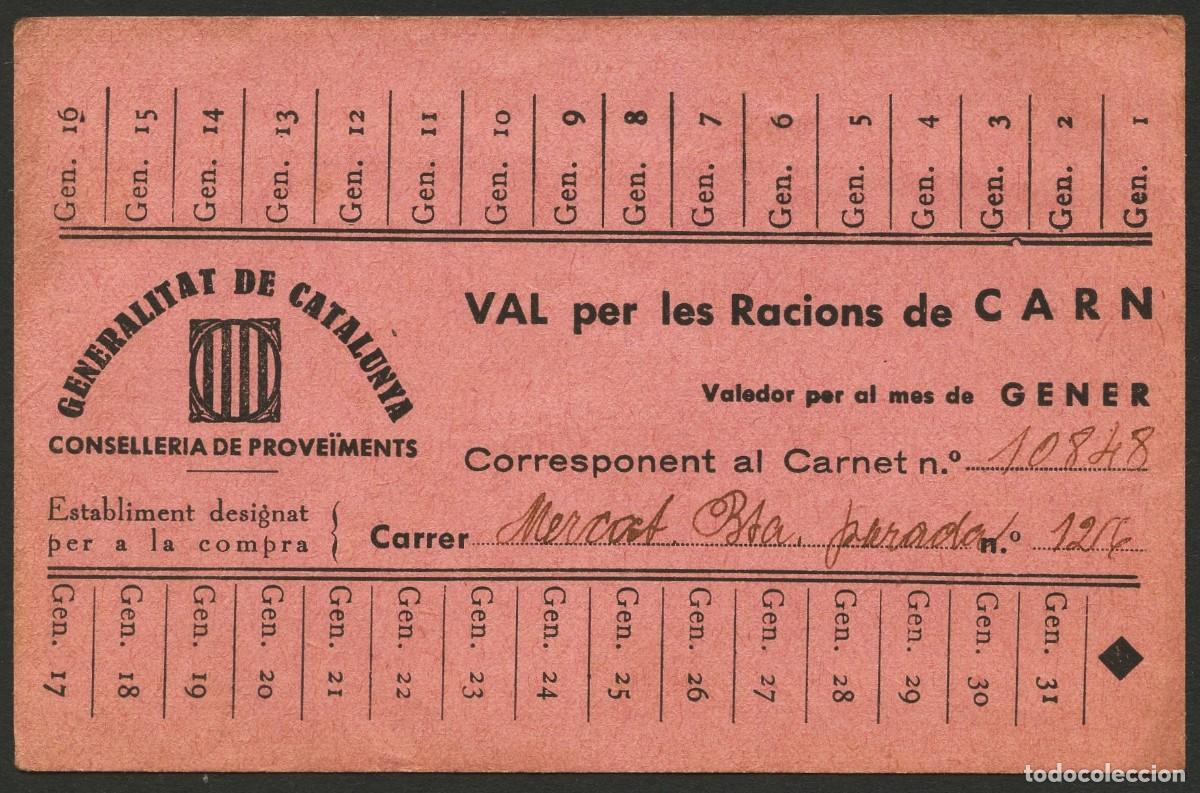 Gen. 16 Gen. 15 Gen. 14 Gen. 13 Gen. 12 Gen. 11 Gen. 10 Gen. 9 Gen. 8 Gen. 7 Gen. 6 Gen. 5 Gen. 4 Gen. 3 Gen. 2 Gen. 1
GENERALITAT DE CATALUNYA
CONSELLERIA DE PROVEÏMENTS
VAL per les Racions de CARN
Valedor per al mes de GENER
Corresponent al Carnet n.º 10848
Establiment designat
per a la compra
Carrer Mercat. Bta. parada n.º 126
Gen. 17 Gen. 18 Gen. 19 Gen. 20 Gen. 21 Gen. 22 Gen. 23 Gen. 24 Gen. 25 Gen. 26 Gen. 27 Gen. 28 Gen. 29 Gen. 30 Gen. 31
todocoleccion